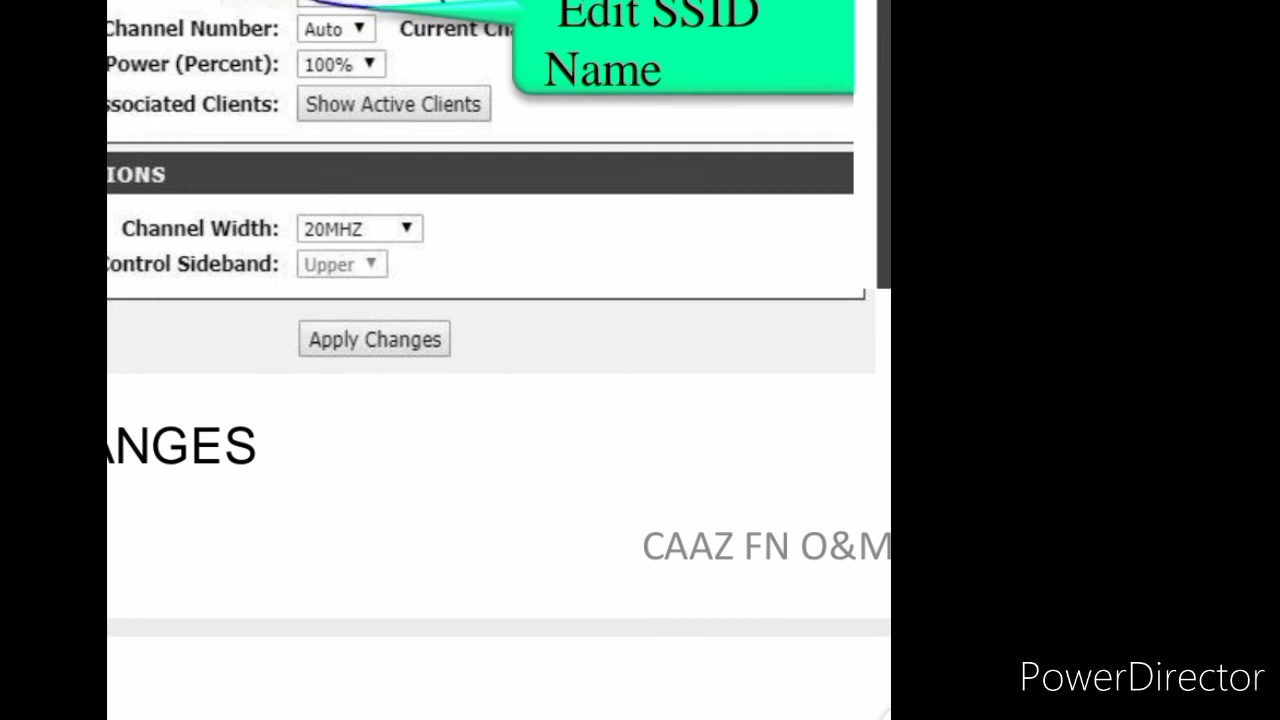 Edit SSID
Name
Channel Number: Auto Current Ch
Power (Percent): 100%
ssociated Clients: Show Active Clients
IONS
Channel Width: 20MHZ
ontrol Sideband: Upper
Apply Changes
ANGES
CAAZ FN O&M
PowerDirector